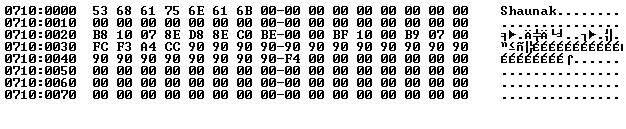 0710:0000 53 68 61 75 6E 61 6B 00-00 00 00 00 00 00 00 00 Shaunak.........
0710:0010 00 00 00 00 00 00 00 00-00 00 00 00 00 00 00 00 ................
0710:0020 B8 10 07 8E D8 8E C0 BE-00 00 BF 10 00 B9 07 00
0710:0030 FC F3 A4 CC 90 90 90 90-90 90 90 90 90 90 90 90
0710:0040 90 90 90 90 90 90 90 90-F4 00 00 00 00 00 00 00
0710:0050 00 00 00 00 00 00 00 00-00 00 00 00 00 00 00 00 ................
0710:0060 00 00 00 00 00 00 00 00-00 00 00 00 00 00 00 00 ................
0710:0070 00 00 00 00 00 00 00 00-00 00 00 00 00 00 00 00 ................